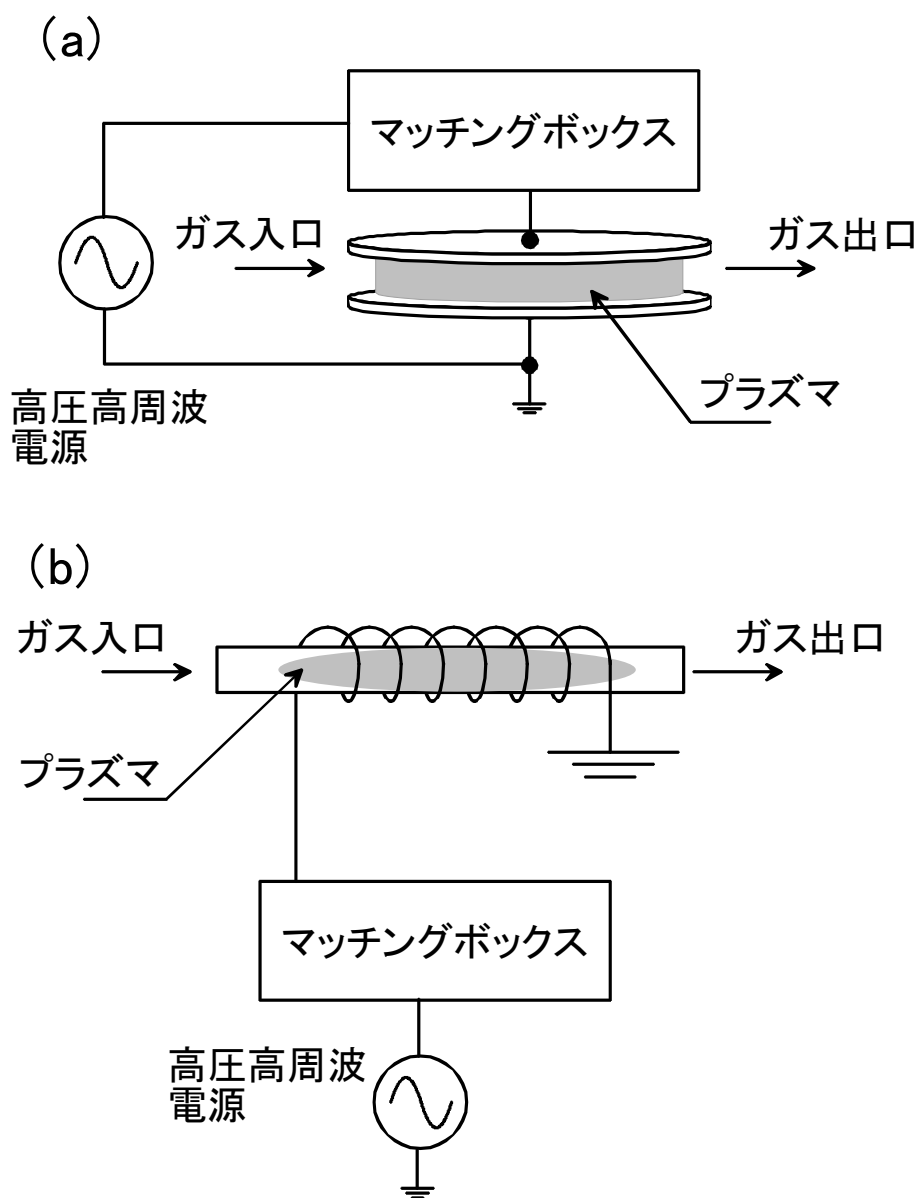 (a)
マッチングボックス
ガス入口
ガス出口
プラズマ
高圧高周波
電源
(b)
ガス入口
ガス出口
プラズマ
マッチングボックス
高圧高周波
電源